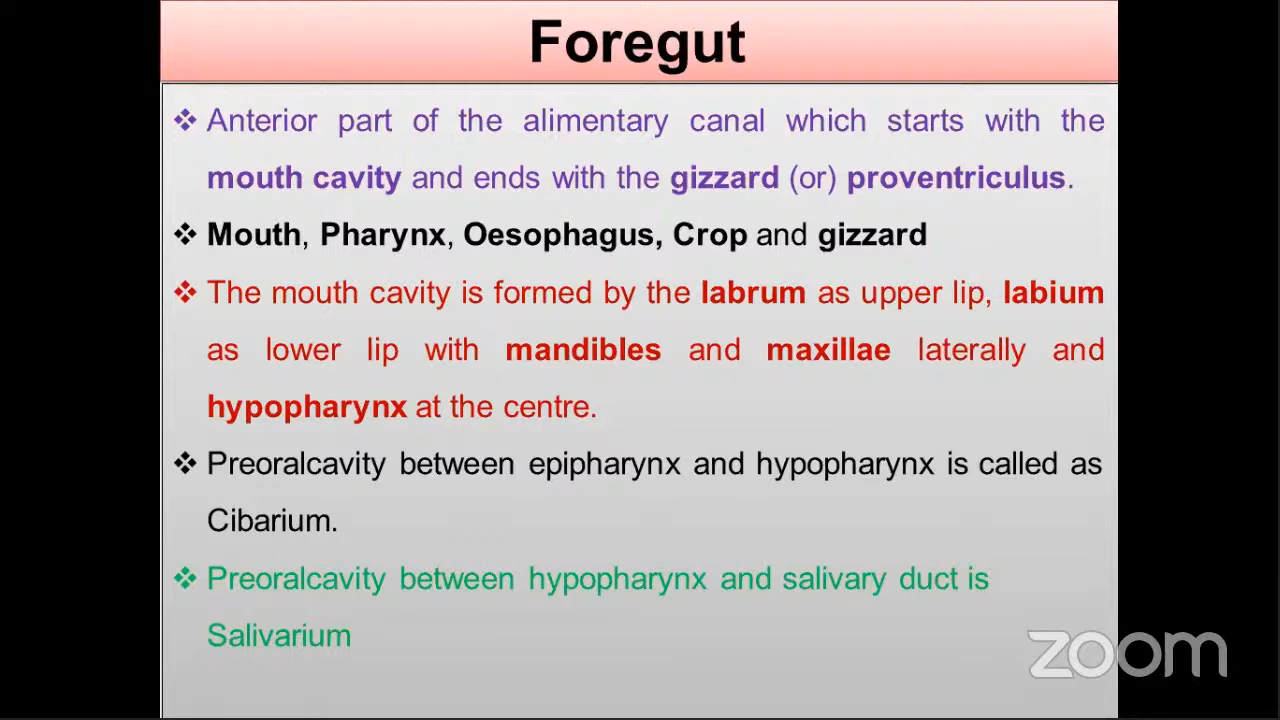 Foregut
❖ Anterior part of the alimentary canal which starts with the
mouth cavity and ends with the gizzard (or) proventriculus.
❖ Mouth, Pharynx, Oesophagus, Crop and gizzard
❖ The mouth cavity is formed by the labrum as upper lip, labium
as lower lip with mandibles and maxillae laterally and
hypopharynx at the centre.
❖ Preoralcavity between epipharynx and hypopharynx is called as
Cibarium.
❖ Preoralcavity between hypopharynx and salivary duct is
Salivarium
zoom